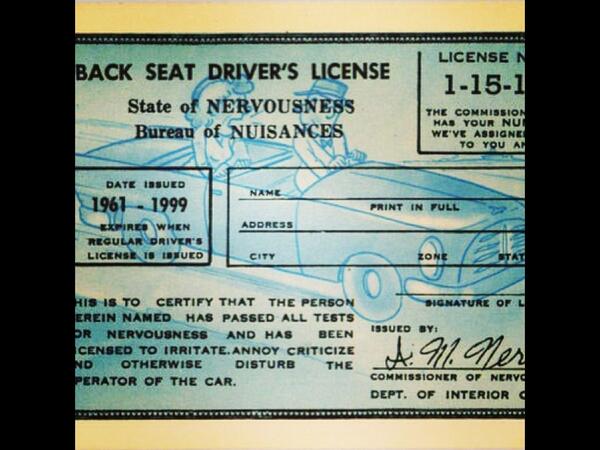 BACK SEAT DRIVER'S LICENSE
State of NERVOUSNESS
Bureau of NUISANCES
LICENSE N
1-15-1
THE COMMISSION
HAS YOUR NU
WE'VE ASSIGNE
TO YOU AN
DATE ISSUED
1961 - 1999
EXPIRES WHEN
REGULAR DRIVER'S
LICENSE IS ISSUED
NAME
PRINT IN FULL
ADDRESS
CITY ZONE STAT
HIS IS TO CERTIFY THAT THE PERSON
EREIN NAMED HAS PASSED ALL TESTS
OR NERVOUSNESS AND HAS BEEN
ICENSED TO IRRITATE.ANNOY CRITICIZE
ND OTHERWISE DISTURB THE
PERATOR OF THE CAR.
SIGNATURE OF L
ISSUED BY:
A. M. Ner
COMMISSIONER OF NERVO
DEPT. OF INTERIOR